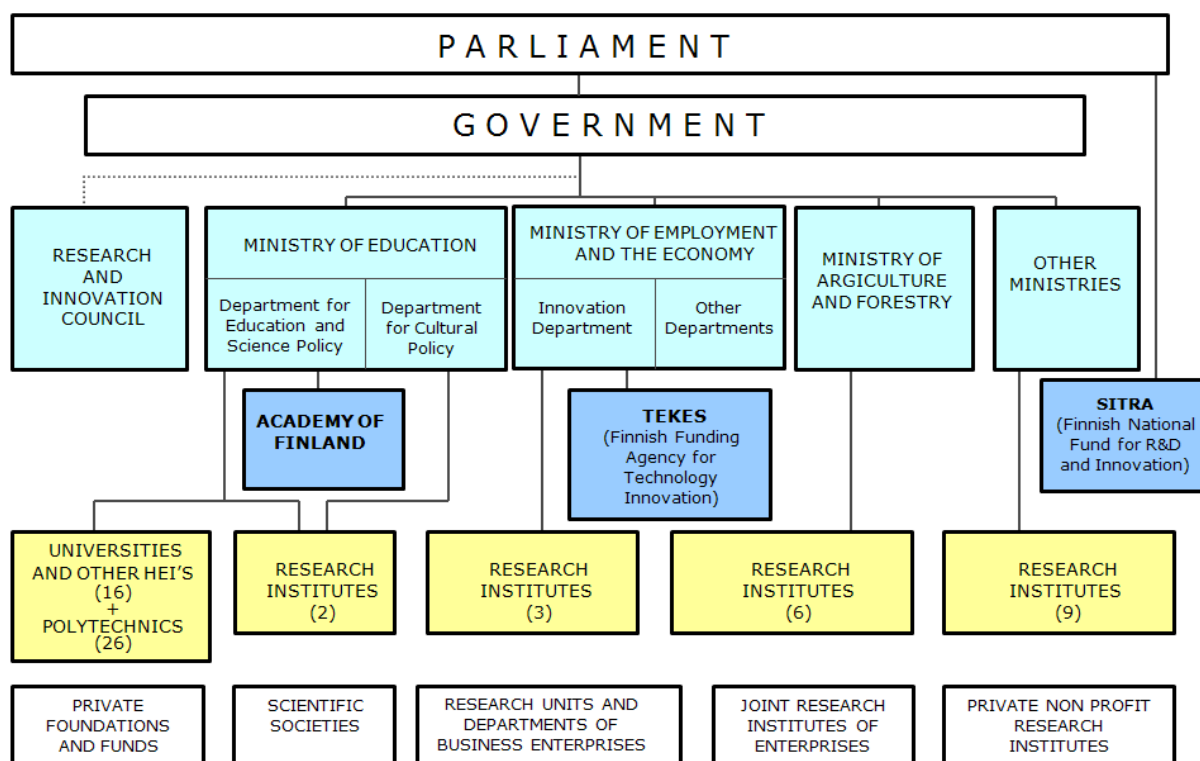 PARLIAMENT
GOVERNMENT
RESEARCH
AND
INNOVATION
COUNCIL
MINISTRY OF EDUCATION
Department for
Education and
Science Policy
Department
for Cultural
Policy
MINISTRY OF EMPLOYMENT
AND THE ECONOMY
Innovation
Department
Other
Departments
MINISTRY OF
ARGICULTURE
AND FORESTRY
OTHER
MINISTRIES
ACADEMY OF
FINLAND
TEKES
(Finnish Funding
Agency for
Technology
Innovation)
SITRA
(Finnish National
Fund for R&D
and Innovation)
UNIVERSITIES
AND OTHER HEI'S
(16)
+
POLYTECHNICS
(26)
RESEARCH
INSTITUTES
(2)
RESEARCH
INSTITUTES
(3)
RESEARCH
INSTITUTES
(6)
RESEARCH
INSTITUTES
(9)
PRIVATE
FOUNDATIONS
AND FUNDS
SCIENTIFIC
SOCIETIES
RESEARCH UNITS AND
DEPARTMENTS OF
BUSINESS ENTERPRISES
JOINT RESEARCH
INSTITUTES OF
ENTERPRISES
PRIVATE NON PROFIT
RESEARCH
INSTITUTES